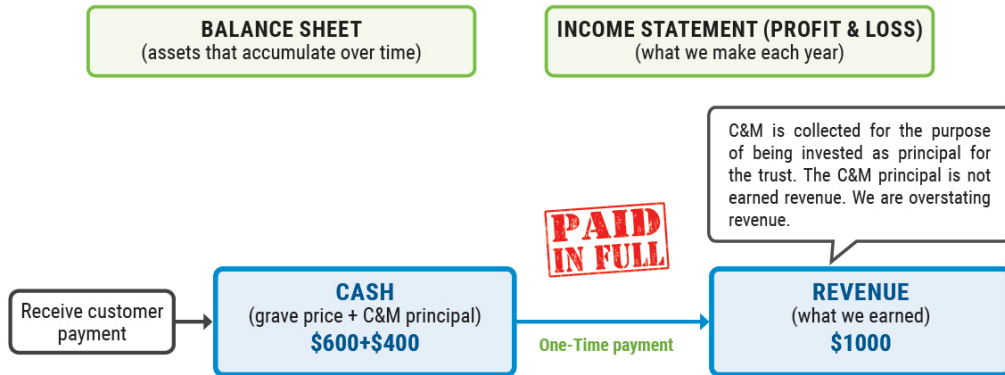 BALANCE SHEET
(assets that accumulate over time)
INCOME STATEMENT (PROFIT & LOSS)
(what we make each year)
C&M is collected for the purpose
of being invested as principal for
the trust. The C&M principal is not
earned revenue. We are overstating
revenue.
PAID
IN FULL
Receive customer
payment
CASH
(grave price + C&M principal)
$600+$400
One-Time payment
REVENUE
(what we earned)
$1000